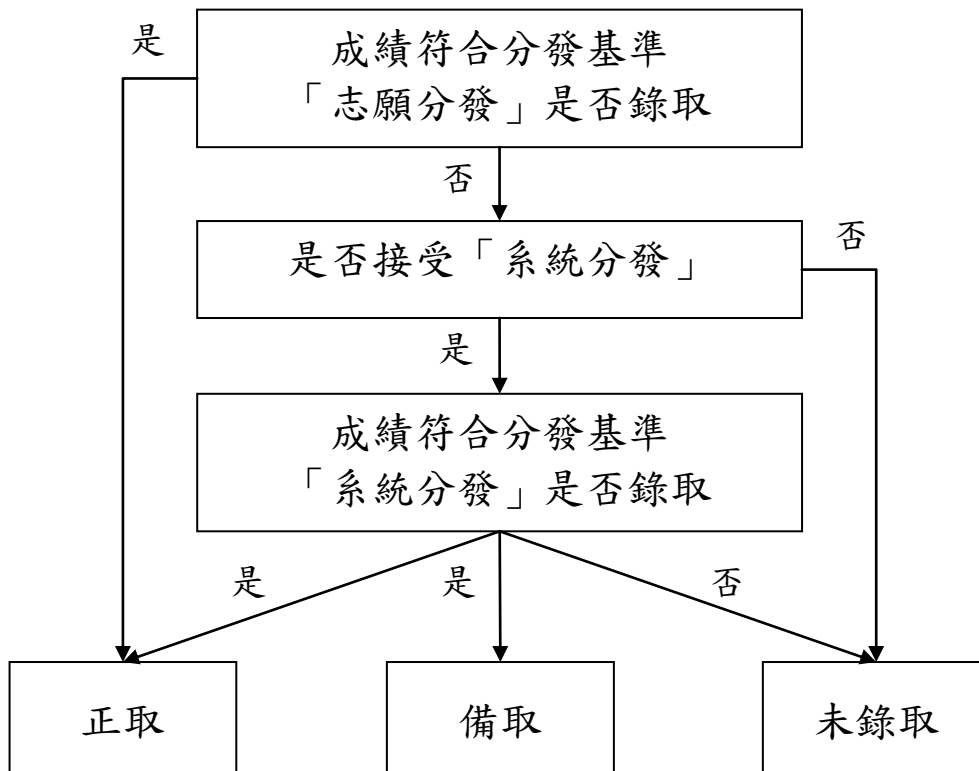 是
成績符合分發基準
「志願分發」是否錄取
否
是否接受「系統分發」
否
是
成績符合分發基準
「系統分發」是否錄取
是
是
否
正取
備取
未錄取